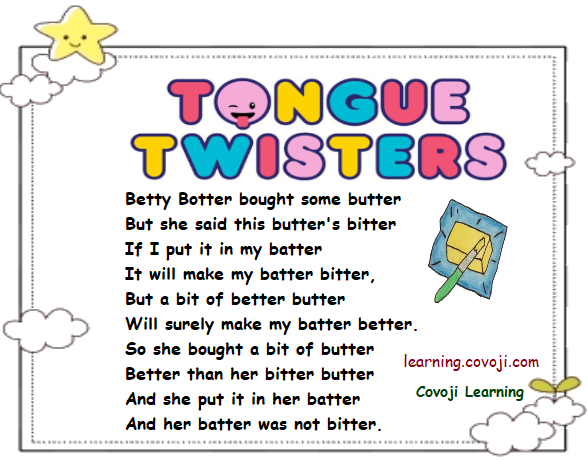 TONGUE
TWISTERS
Betty Botter bought some butter
But she said this butter's bitter
If I put it in my batter
It will make my batter bitter,
But a bit of better butter
Will surely make my batter better.
So she bought a bit of butter
Better than her bitter butter
And she put it in her batter
And her batter was not bitter.
learning.covoji.com
Covoji Learning